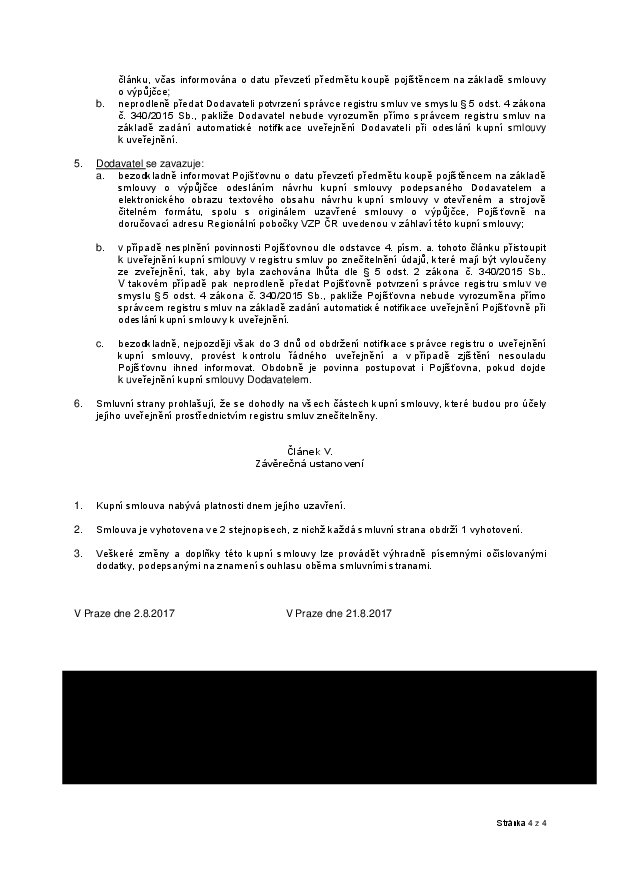 článku, včas informována o datu převzetí předmětu koupě pojištěncem na základě smlouvy
o výpůjčce;
b. neprodleně předat Dodavateli potvrzení správce registru smluv ve smyslu § 5 odst. 4 zákona
č. 340/2015 Sb., pakliže Dodavatel nebude vyrozuměn přímo správcem registru smluv na
základě zadání automatické notifikace uveřejnění Dodavateli při odeslání kupní smlouvy
k uveřejnění.
5. Dodavatel se zavazuje:
a. bezodkladně informovat Pojišťovnu o datu převzetí předmětu koupě pojištěncem na základě
smlouvy o výpůjčce odesláním návrhu kupní smlouvy podepsaného Dodavatelem a
elektronického obrazu textového obsahu návrhu kupní smlouvy v otevřeném a strojově
čitelném formátu, spolu s originálem uzavřené smlouvy o výpůjčce, Pojišťovně na
doručovací adresu Regionální pobočky VZP ČR uvedenou v záhlaví této kupní smlouvy;
b. v případě nesplnění povinnosti Pojišťovnou dle odstavce 4. písm. a. tohoto článku přistoupit
k uveřejnění kupní smlouvy v registru smluv po znečitelnění údajů, které mají být vyloučeny
ze zveřejnění, tak, aby byla zachována lhůta dle § 5 odst. 2 zákona č. 340/2015 Sb..
V takovém případě pak neprodleně předat Pojišťovně potvrzení správce registru smluv ve
smyslu § 5 odst. 4 zákona č. 340/2015 Sb., pakliže Pojišťovna nebude vyrozuměna přímo
správcem registru smluv na základě zadání automatické notifikace uveřejnění Pojišťovně při
odeslání kupní smlouvy k uveřejnění.
c. bezodkladně, nejpozději však do 3 dnů od obdržení notifikace správce registru o uveřejnění
kupní smlouvy, provést kontrolu řádného uveřejnění a v případě zjištění nesouladu
Pojišťovnu ihned informovat. Obdobně je povinna postupovat i Pojišťovna, pokud dojde
k uveřejnění kupní smlouvy Dodavatelem.
6. Smluvní strany prohlašují, že se dohodly na všech částech kupní smlouvy, které budou pro účely
jejího uveřejnění prostřednictvím registru smluv znečitelněny.
Článek V.
Závěrečná ustanovení
1. Kupní smlouva nabývá platnosti dnem jejího uzavření.
2. Smlouva je vyhotovena ve 2 stejnopisech, z nichž každá smluvní strana obdrží 1 vyhotovení.
3. Veškeré změny a doplňky této kupní smlouvy lze provádět výhradně písemnými očíslovanými
dodatky, podepsanými na znamení souhlasu oběma smluvními stranami.
V Praze dne 2.8.2017 V Praze dne 21.8.2017
Stránka 4 z 4